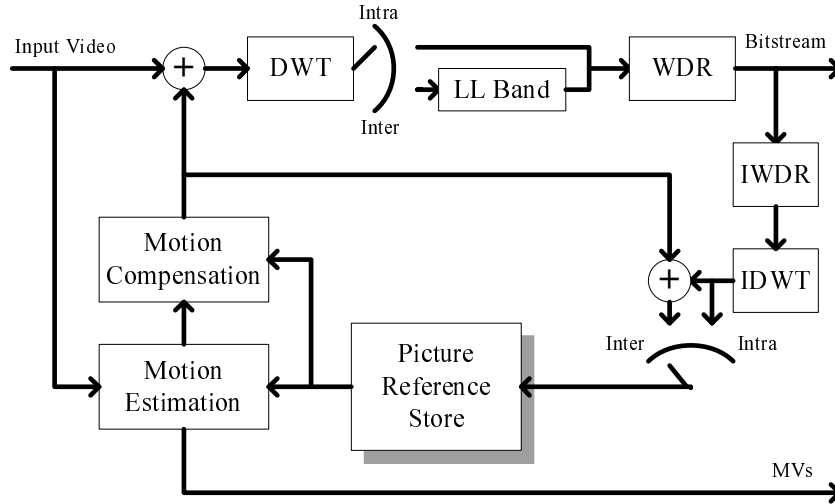 Intra
Input Video
+
DWT
WDR
Bitstream
LL Band
Inter
IWDR
Motion
Compensation
+
IDWT
Inter
Intra
Picture
Reference
Store
Motion
Estimation
MVs